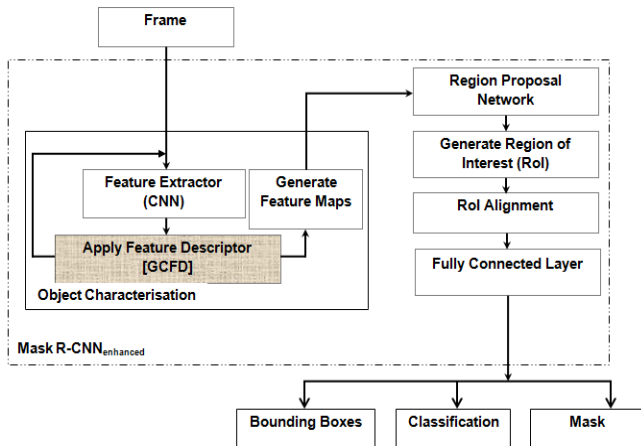 Frame
Region Proposal
Network
Generate Region of
Interest (RoI)
RoI Alignment
Fully Connected Layer
Feature Extractor
(CNN)
Generate
Feature Maps
Apply Feature Descriptor
[GCFD]
Object Characterisation
Mask R-CNNenhanced
Bounding Boxes
Classification
Mask